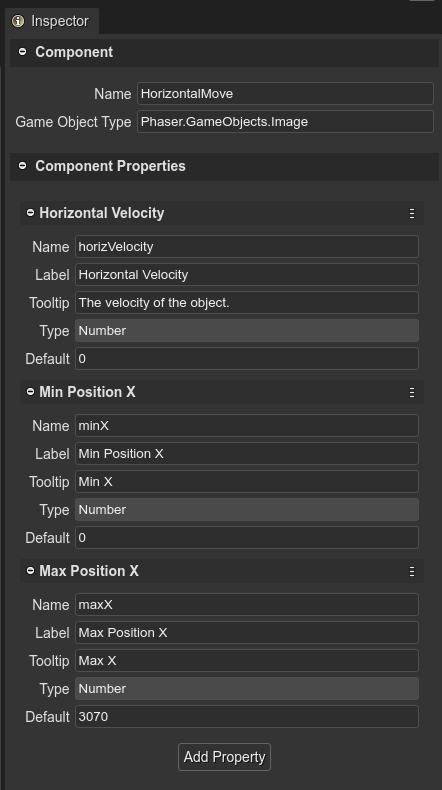 Inspector
Component
Name HorizontalMove
Game Object Type Phaser.GameObjects.Image
Component Properties
Horizontal Velocity
Name horizVelocity
Label Horizontal Velocity
Tooltip The velocity of the object.
Type Number
Default 0
Min Position X
Name minX
Label Min Position X
Tooltip Min X
Type Number
Default 0
Max Position X
Name maxX
Label Max Position X
Tooltip Max X
Type Number
Default 3070
Add Property